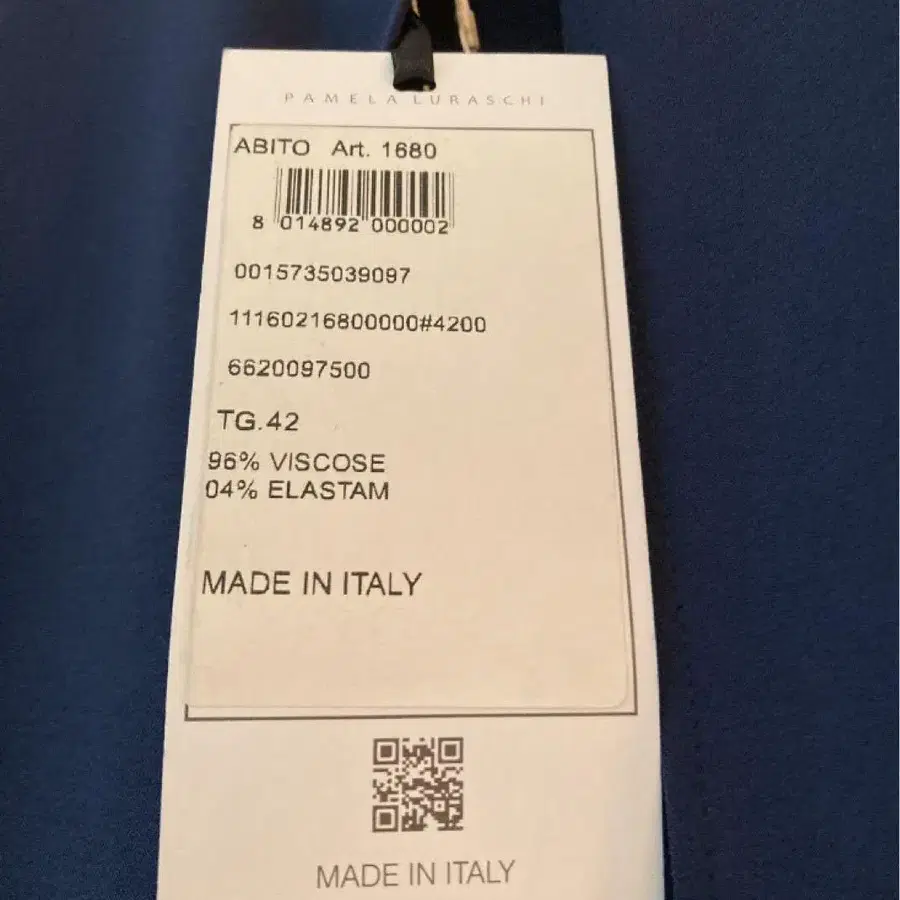 PAMELA LURASCHI
ABITO Art. 1680
8 014892 000002
0015735039097
11160216800000#4200
6620097500
TG.42
96% VISCOSE
04% ELASTAM
MADE IN ITALY
MADE IN ITALY